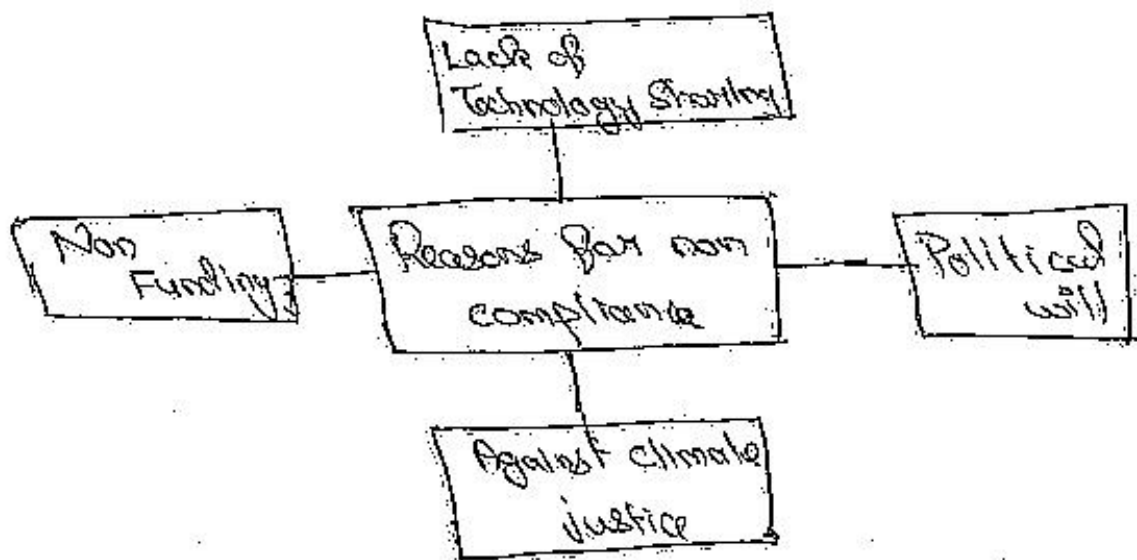 Lack of
Technology Sharing
Non
Funding
Reasons for non
compliance
Political
will
Against climate
justice